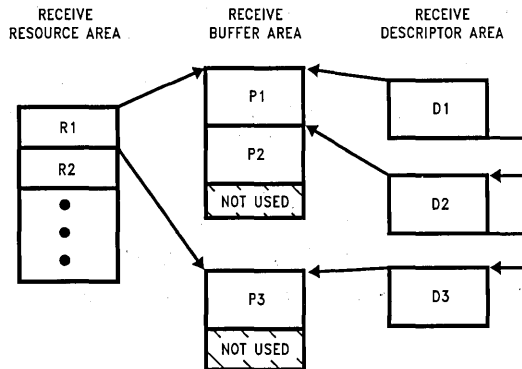 RECEIVE
RESOURCE AREA
RECEIVE
BUFFER AREA
RECEIVE
DESCRIPTOR AREA
R1
R2
P1
P2
NOT USED
P3
NOT USED
D1
D2
D3